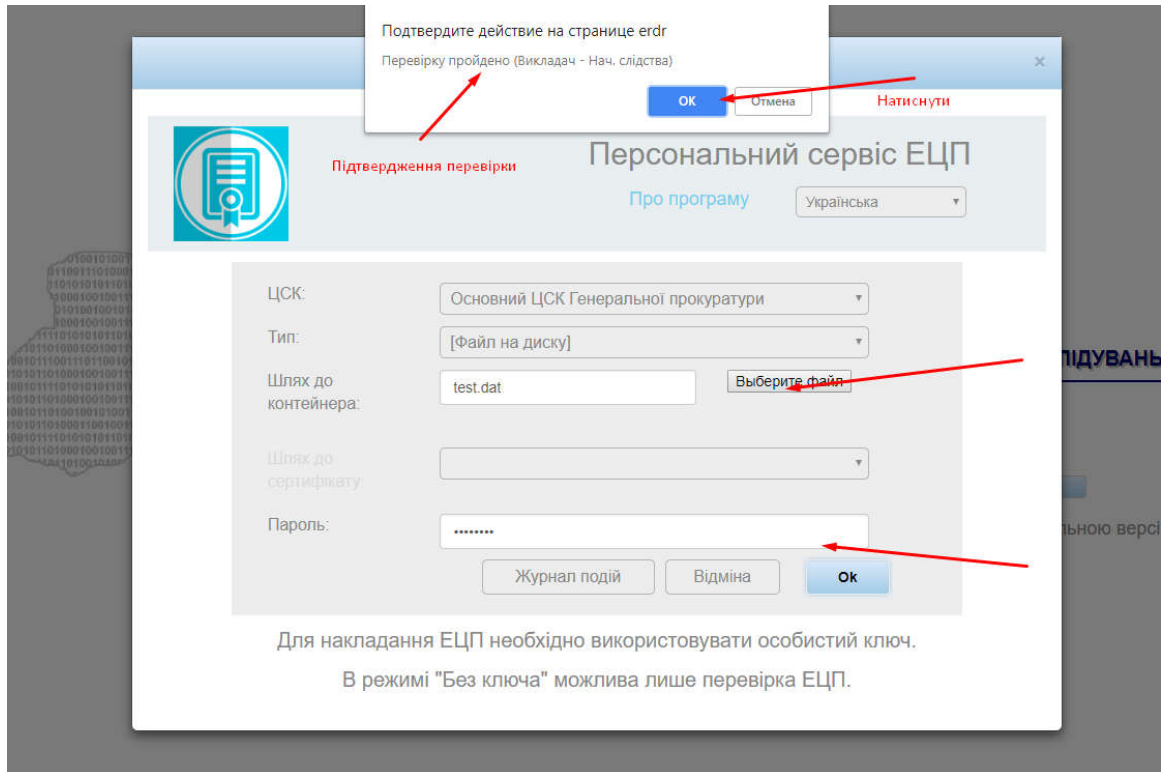 Подтвердите действие на странице erdr
Перевірку пройдено (Викладач - Нач. слідства)
ОК
Отмена
Натиснути
×
Підтвердження перевірки
Персональний сервіс ЕЦП
Про програму
Українська
ЦСК:
Основний ЦСК Генеральної прокуратури
Тип:
[Файл на диску]
Шлях до
контейнера:
test.dat
Выберите файл
Шлях до
сертифікату
Пароль:
••••••••
Журнал подій
Відміна
Ok
Для накладання ЕЦП необхідно використовувати особистий ключ.
В режимі "Без ключа" можлива лише перевірка ЕЦП.
ЛІДУВАНЬ
льною версі